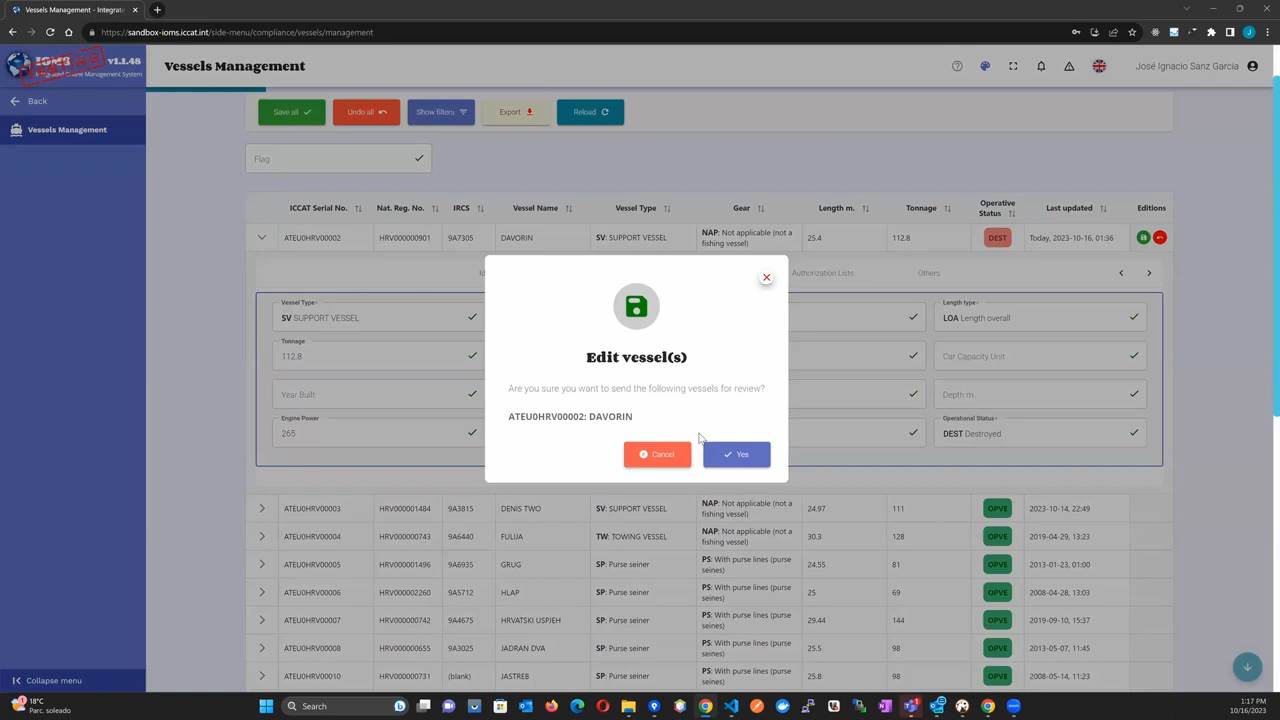 Vessels Management - Integrat
https://sandbox-ioms.iccat.int/side-menu/compliance/vessels/management
J
IOMS v1.1.48
Integrated Online Management System
TESTING
Vessels Management
José Ignacio Sanz García
Back
Vessels Management
Save all
Undo all
Show filters
Export
Reload
Flag
ICCAT Serial No. Nat. Reg. No. IRCS Vessel Name Vessel Type Gear Length m. Tonnage Operative Status Last updated Editions
ATEU0HRV00002 HRV000000901 9A7305 DAVORIN SV: SUPPORT VESSEL NAP: Not applicable (not a fishing vessel) 25.4 112.8 DEST Today, 2023-10-16, 01:36
Authorization Lists Others
Vessel Type*
SV SUPPORT VESSEL
Length type*
LOA Length overall
Tonnage
112.8
Car Capacity Unit
Year Built
Depth m.
Engine Power
265
Operational Status*
DEST Destroyed
Edit vessel(s)
Are you sure you want to send the following vessels for review?
ATEU0HRV00002: DAVORIN
Cancel
Yes
ATEU0HRV00003 HRV000001484 9A3815 DENIS TWO SV: SUPPORT VESSEL NAP: Not applicable (not a fishing vessel) 24.97 111 OPVE 2023-10-14, 22:49
ATEU0HRV00004 HRV000000743 9A6440 FULIJA TW: TOWING VESSEL NAP: Not applicable (not a fishing vessel) 30.3 128 OPVE 2019-04-29, 13:23
ATEU0HRV00005 HRV000001496 9A6935 GRUG SP: Purse seiner PS: With purse lines (purse seines) 24.55 81 OPVE 2013-01-23, 01:00
ATEU0HRV00006 HRV000002260 9A5712 HLAP SP: Purse seiner PS: With purse lines (purse seines) 25 69 OPVE 2008-04-28, 13:03
ATEU0HRV00007 HRV000000742 9A4675 HRVATSKI USPJEH SP: Purse seiner PS: With purse lines (purse seines) 29.44 144 OPVE 2019-09-10, 15:37
ATEU0HRV00008 HRV000000655 9A3025 JADRAN DVA SP: Purse seiner PS: With purse lines (purse seines) 25.5 98 OPVE 2013-05-07, 11:45
ATEU0HRV00010 HRV000000731 (blank) JASTREB SP: Purse seiner PS: With purse lines (purse seines) 25.8 98 OPVE 2008-05-14, 11:23
Collapse menu
18°C
Parc. soleado
Search
1:17 PM
10/16/2023